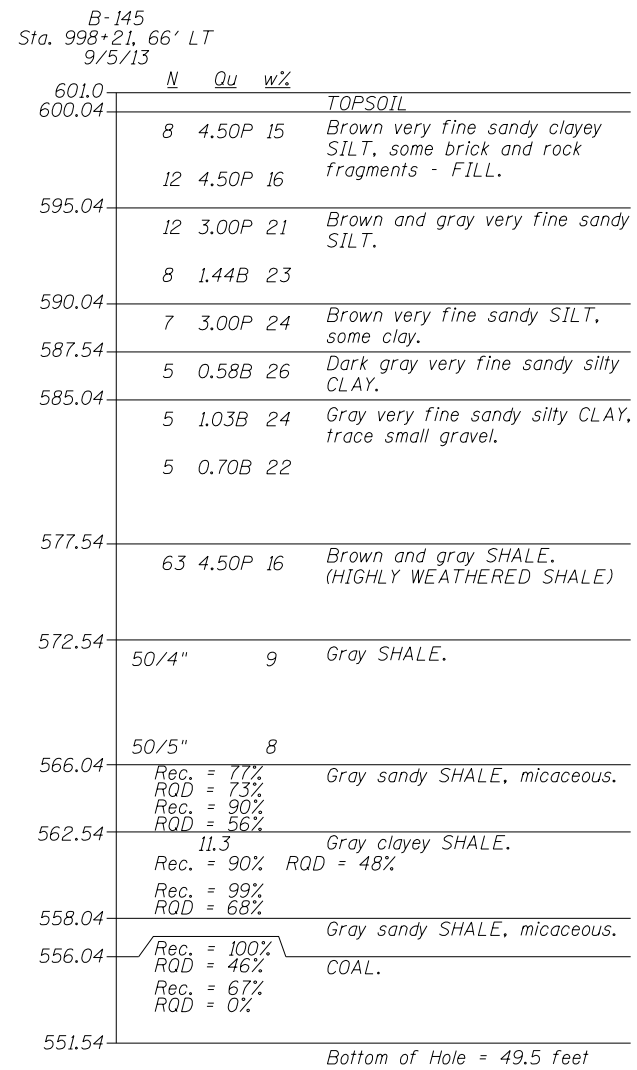 B-145
Sta. 998+21, 66' LT
9/5/13
N Qu w%
601.0
TOPSOIL
600.04
8 4.50P 15 Brown very fine sandy clayey
SILT, some brick and rock
12 4.50P 16 fragments - FILL.
595.04
12 3.00P 21 Brown and gray very fine sandy
SILT.
8 1.44B 23
590.04
7 3.00P 24 Brown very fine sandy SILT,
some clay.
587.54
5 0.58B 26 Dark gray very fine sandy silty
CLAY.
585.04
5 1.03B 24 Gray very fine sandy silty CLAY,
trace small gravel.
5 0.70B 22
577.54
63 4.50P 16 Brown and gray SHALE.
(HIGHLY WEATHERED SHALE)
572.54
50/4" 9 Gray SHALE.
50/5" 8
566.04
Rec. = 77% Gray sandy SHALE, micaceous.
RQD = 73%
Rec. = 90%
RQD = 56%
562.54
11.3 Gray clayey SHALE.
Rec. = 90% RQD = 48%
Rec. = 99%
RQD = 68%
558.04
Gray sandy SHALE, micaceous.
556.04
Rec. = 100%
RQD = 46% COAL.
Rec. = 67%
RQD = 0%
551.54
Bottom of Hole = 49.5 feet